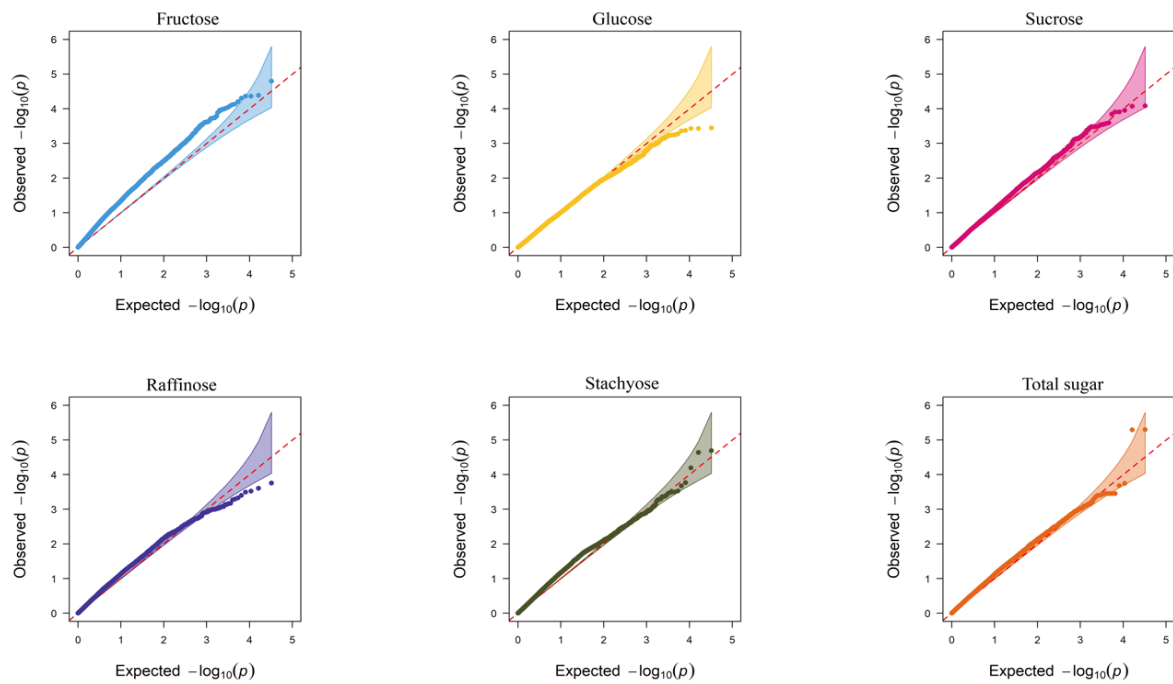 Fructose
6
5
4
3
2
1
0
Observed −log10(p)
0 1 2 3 4 5
Expected −log10(p)
Glucose
6
5
4
3
2
1
0
Observed −log10(p)
0 1 2 3 4 5
Expected −log10(p)
Sucrose
6
5
4
3
2
1
0
Observed −log10(p)
0 1 2 3 4 5
Expected −log10(p)
Raffinose
6
5
4
3
2
1
0
Observed −log10(p)
0 1 2 3 4 5
Expected −log10(p)
Stachyose
6
5
4
3
2
1
0
Observed −log10(p)
0 1 2 3 4 5
Expected −log10(p)
Total sugar
6
5
4
3
2
1
0
Observed −log10(p)
0 1 2 3 4 5
Expected −log10(p)